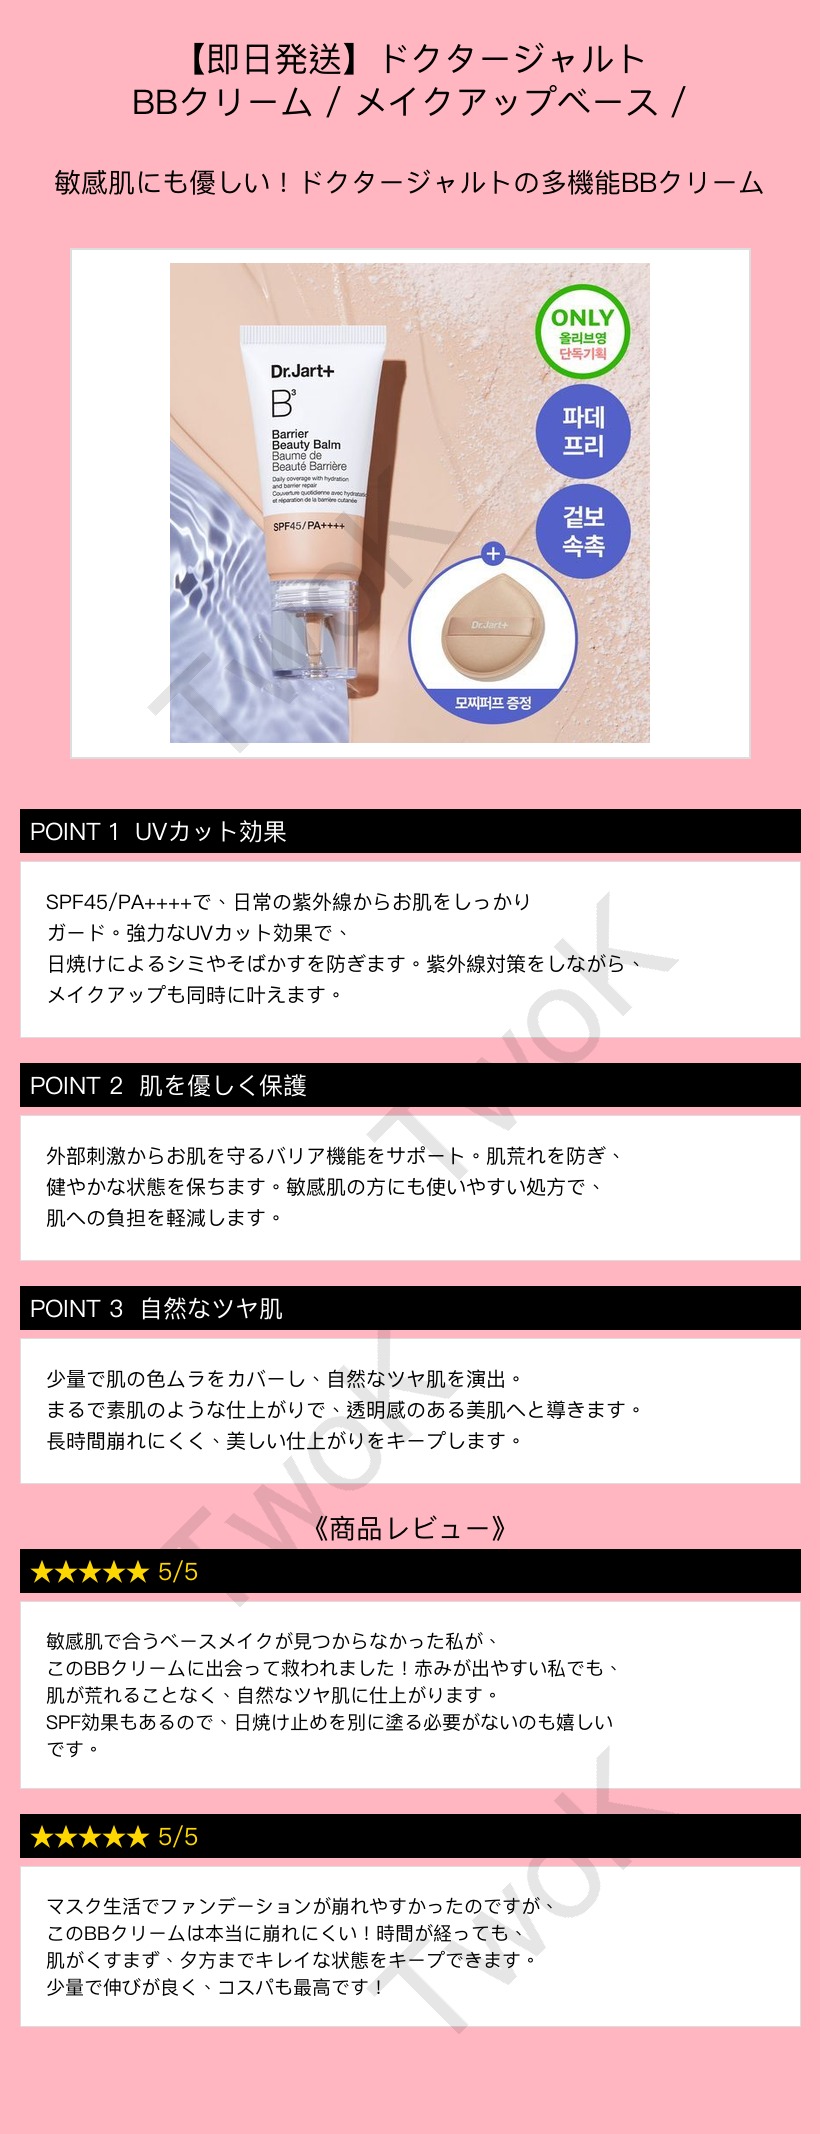 【即日発送】ドクタージャルト
BBクリーム / メイクアップベース /
敏感肌にも優しい！ドクタージャルトの多機能BBクリーム
Dr.Jart+
B³
Barrier
Beauty Balm
Baume de
Beauté Barrière
Daily coverage with hydration
and barrier repair
Couverture quotidienne avec hydratation
et réparation de la barrière cutanée
SPF45/PA++++
ONLY
올리브영
단독기획
파데
프리
겉보
속촉
+
Dr.Jart+
모찌퍼프 증정
TwoK
POINT 1 UVカット効果
SPF45/PA++++で、日常の紫外線からお肌をしっかり
ガード。強力なUVカット効果で、
日焼けによるシミやそばかすを防ぎます。紫外線対策をしながら、
メイクアップも同時に叶えます。
TwoK
POINT 2 肌を優しく保護
外部刺激からお肌を守るバリア機能をサポート。肌荒れを防ぎ、
健やかな状態を保ちます。敏感肌の方にも使いやすい処方で、
肌への負担を軽減します。
POINT 3 自然なツヤ肌
少量で肌の色ムラをカバーし、自然なツヤ肌を演出。
まるで素肌のような仕上がりで、透明感のある美肌へと導きます。
長時間崩れにくく、美しい仕上がりをキープします。
TwoK
《商品レビュー》
★★★★★ 5/5
敏感肌で合うベースメイクが見つからなかった私が、
このBBクリームに出会って救われました！赤みが出やすい私でも、
肌が荒れることなく、自然なツヤ肌に仕上がります。
SPF効果もあるので、日焼け止めを別に塗る必要がないのも嬉しい
です。
★★★★★ 5/5
マスク生活でファンデーションが崩れやすかったのですが、
このBBクリームは本当に崩れにくい！時間が経っても、
肌がくすまず、夕方までキレイな状態をキープできます。
少量で伸びが良く、コスパも最高です！
TwoK